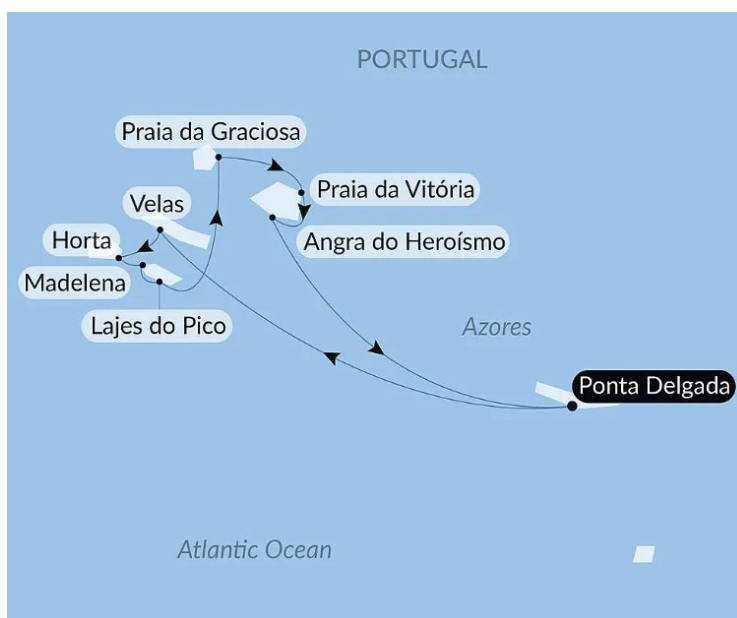 PORTUGAL
Praia da Graciosa
Praia da Vitória
Velas
Horta
Angra do Heroísmo
Madelena
Lajes do Pico
Azores
Ponta Delgada
Atlantic Ocean